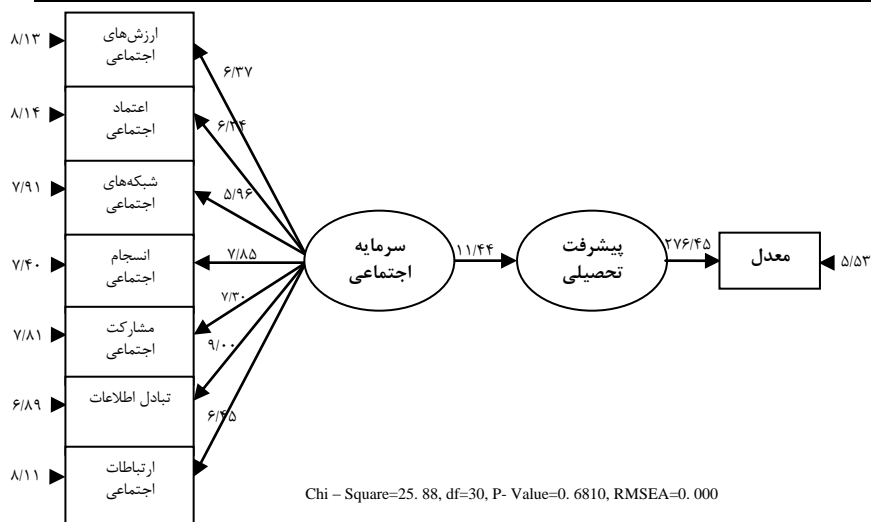 ۸/۱۳
ارزش‌های
اجتماعی
۶/۳۷
۸/۱۴
اعتماد
اجتماعی
۶/۲۴
۷/۹۱
شبکه‌های
اجتماعی
۵/۹۶
۷/۴۰
انسجام
اجتماعی
۷/۸۵
سرمایه
اجتماعی
۱۱/۴۴
پیشرفت
تحصیلی
۲۷۶/۴۵
معدل
۵/۵۳
۷/۸۱
مشارکت
اجتماعی
۷/۳۰
۶/۸۹
تبادل اطلاعات
۹/۰۰
۸/۱۱
ارتباطات
اجتماعی
۶/۴۵
Chi – Square=25. 88, df=30, P- Value=0. 6810, RMSEA=0. 000